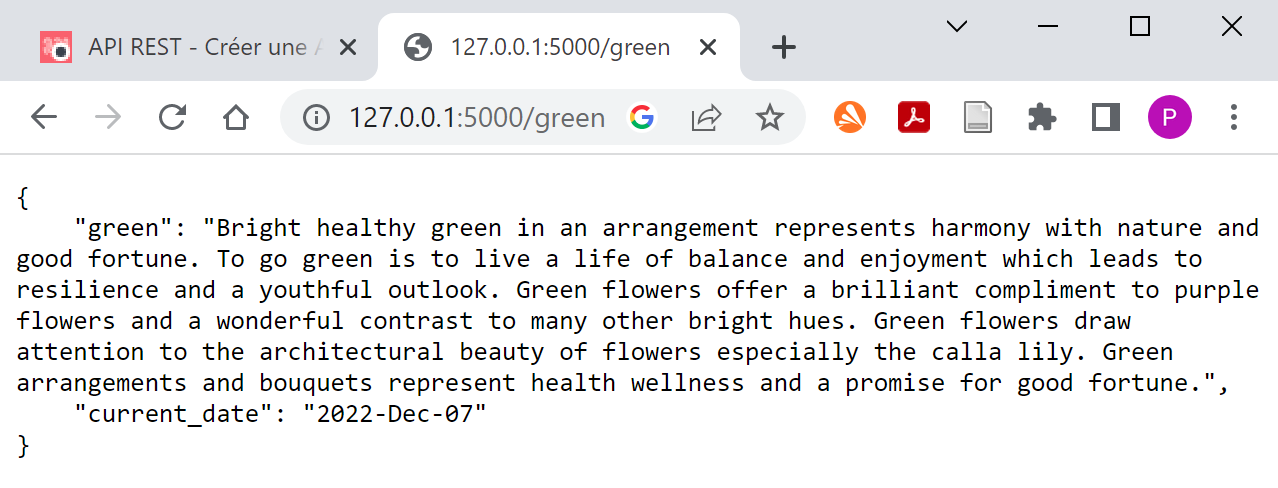 API REST - Créer une A
127.0.0.1:5000/green
127.0.0.1:5000/green
P
{
    "green": "Bright healthy green in an arrangement represents harmony with nature and
good fortune. To go green is to live a life of balance and enjoyment which leads to
resilience and a youthful outlook. Green flowers offer a brilliant compliment to purple
flowers and a wonderful contrast to many other bright hues. Green flowers draw
attention to the architectural beauty of flowers especially the calla lily. Green
arrangements and bouquets represent health wellness and a promise for good fortune.",
    "current_date": "2022-Dec-07"
}